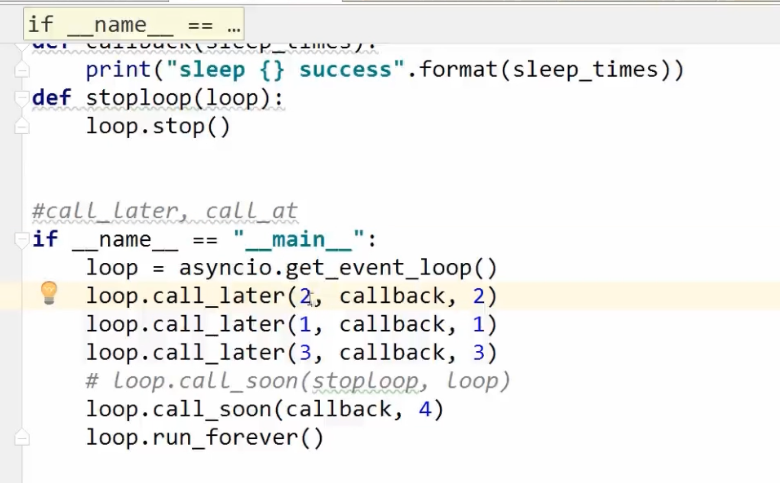 if __name__ == …
def callback(sleep_times):
print("sleep {} success".format(sleep_times))
def stoploop(loop):
loop.stop()
#call_later, call_at
if __name__ == "__main__":
loop = asyncio.get_event_loop()
loop.call_later(2, callback, 2)
loop.call_later(1, callback, 1)
loop.call_later(3, callback, 3)
# loop.call_soon(stoploop, loop)
loop.call_soon(callback, 4)
loop.run_forever()